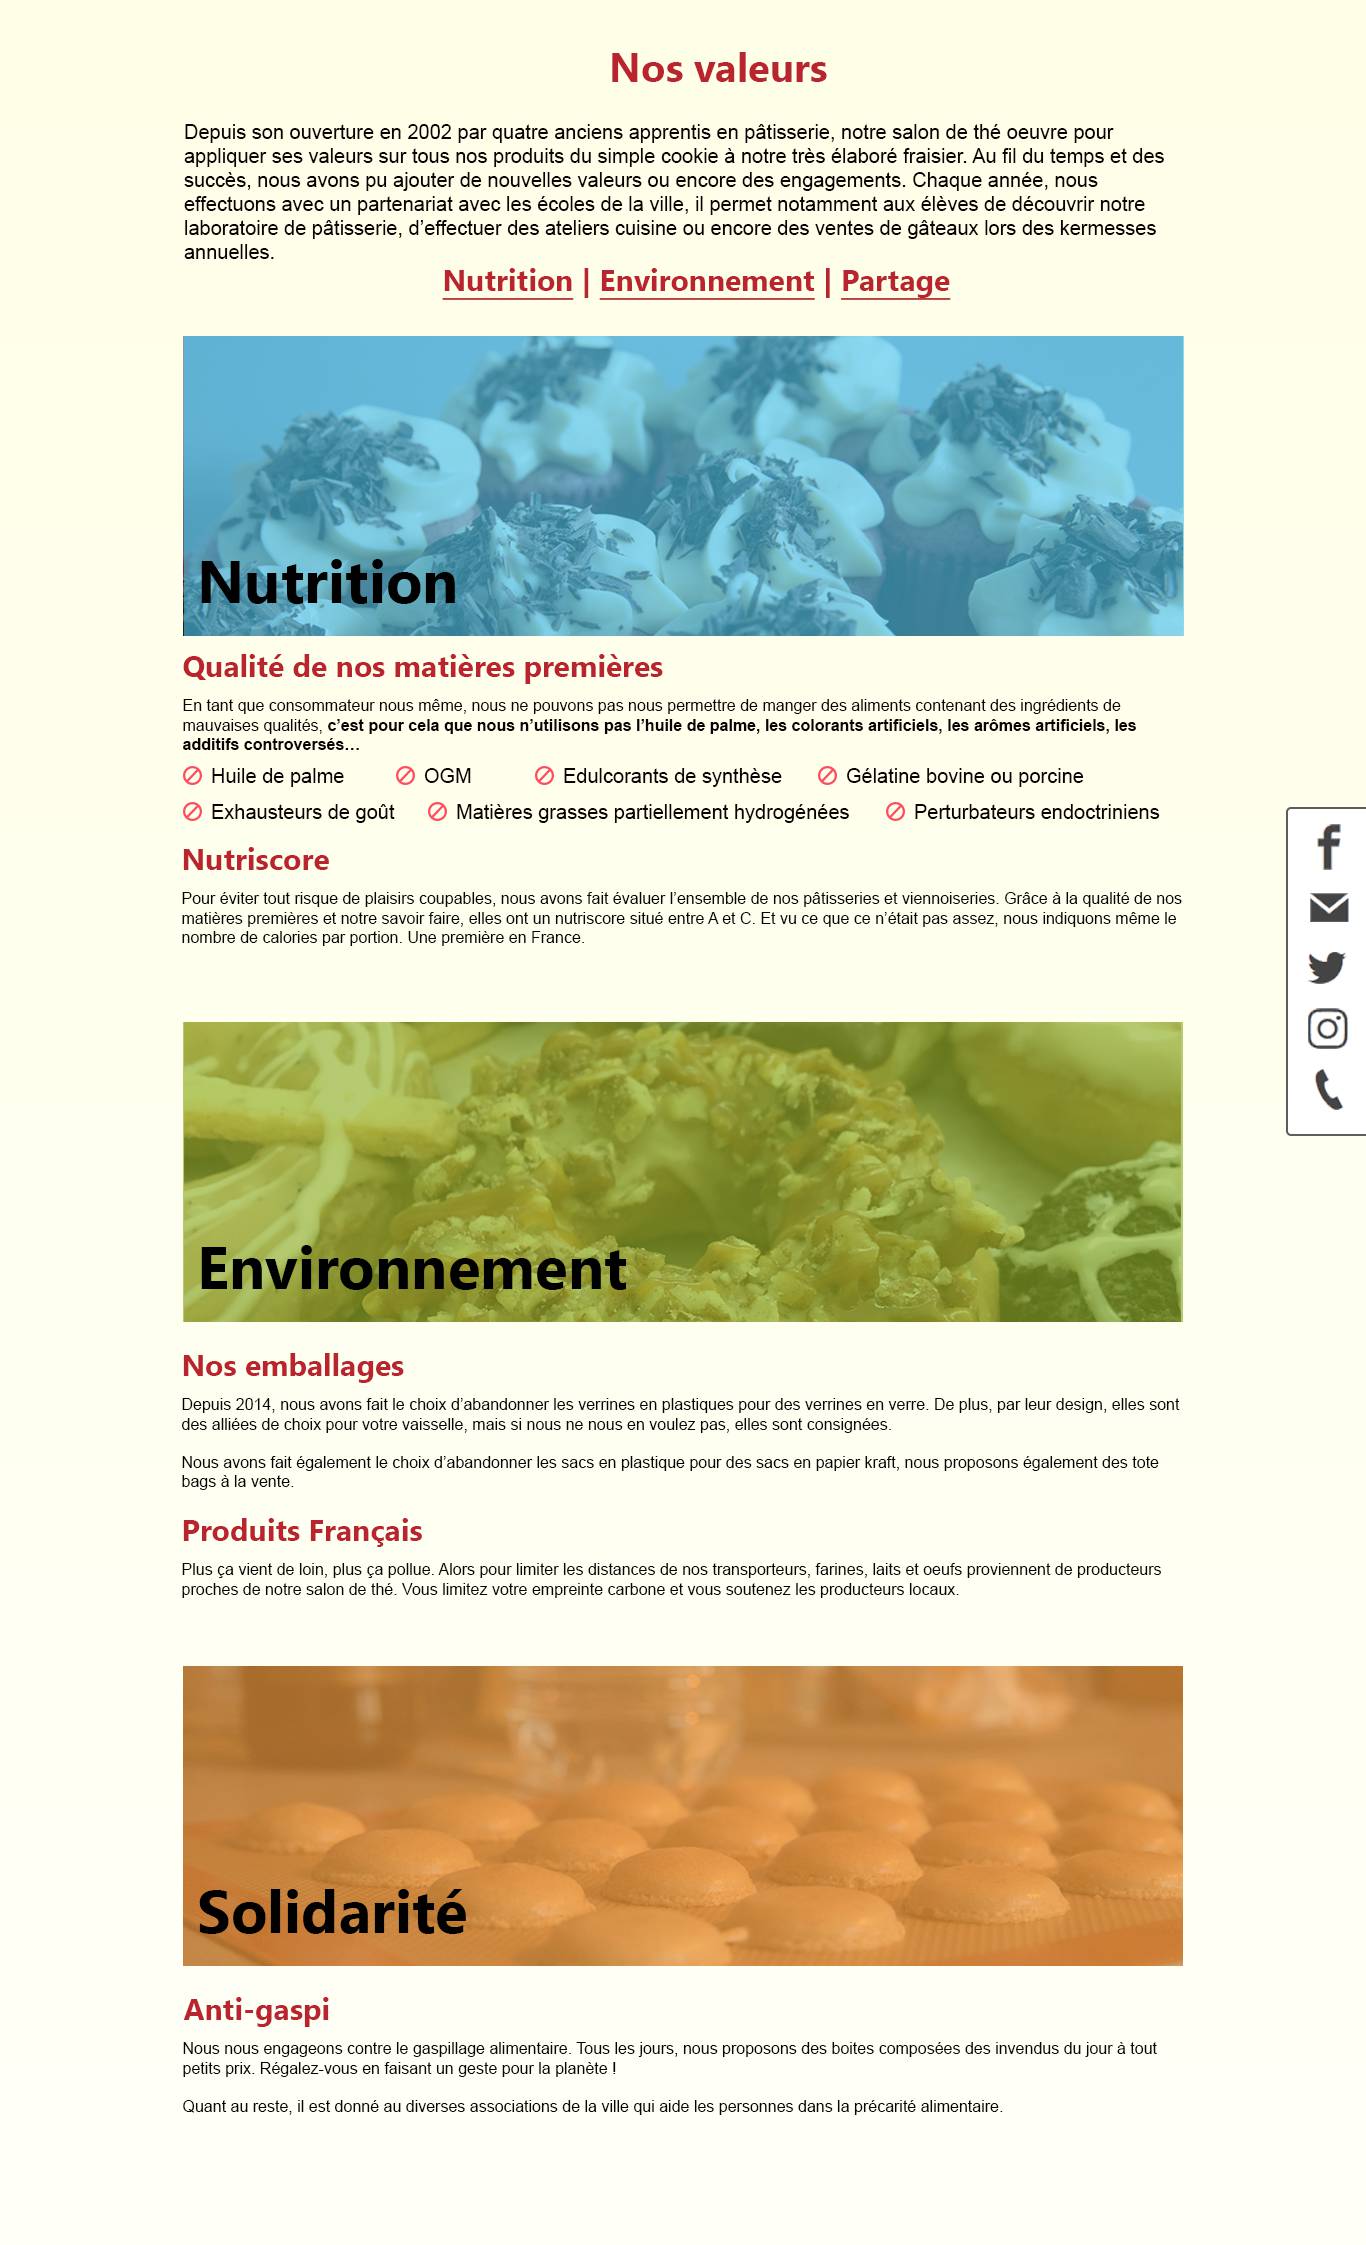 Nos valeurs
Depuis son ouverture en 2002 par quatre anciens apprentis en pâtisserie, notre salon de thé oeuvre pour
appliquer ses valeurs sur tous nos produits du simple cookie à notre très élaboré fraisier. Au fil du temps et des
succès, nous avons pu ajouter de nouvelles valeurs ou encore des engagements. Chaque année, nous
effectuons avec un partenariat avec les écoles de la ville, il permet notamment aux élèves de découvrir notre
laboratoire de pâtisserie, d’effectuer des ateliers cuisine ou encore des ventes de gâteaux lors des kermesses
annuelles.
Nutrition | Environnement | Partage
Nutrition
Qualité de nos matières premières
En tant que consommateur nous même, nous ne pouvons pas nous permettre de manger des aliments contenant des ingrédients de
mauvaises qualités, c’est pour cela que nous n’utilisons pas l’huile de palme, les colorants artificiels, les arômes artificiels, les
additifs controversés…
Huile de palme OGM Edulcorants de synthèse Gélatine bovine ou porcine
Exhausteurs de goût Matières grasses partiellement hydrogénées Perturbateurs endoctriniens
Nutriscore
Pour éviter tout risque de plaisirs coupables, nous avons fait évaluer l’ensemble de nos pâtisseries et viennoiseries. Grâce à la qualité de nos
matières premières et notre savoir faire, elles ont un nutriscore situé entre A et C. Et vu ce que ce n’était pas assez, nous indiquons même le
nombre de calories par portion. Une première en France.
Environnement
Nos emballages
Depuis 2014, nous avons fait le choix d’abandonner les verrines en plastiques pour des verrines en verre. De plus, par leur design, elles sont
des alliées de choix pour votre vaisselle, mais si nous ne nous en voulez pas, elles sont consignées.
Nous avons fait également le choix d’abandonner les sacs en plastique pour des sacs en papier kraft, nous proposons également des tote
bags à la vente.
Produits Français
Plus ça vient de loin, plus ça pollue. Alors pour limiter les distances de nos transporteurs, farines, laits et oeufs proviennent de producteurs
proches de notre salon de thé. Vous limitez votre empreinte carbone et vous soutenez les producteurs locaux.
Solidarité
Anti-gaspi
Nous nous engageons contre le gaspillage alimentaire. Tous les jours, nous proposons des boites composées des invendus du jour à tout
petits prix. Régalez-vous en faisant un geste pour la planète !
Quant au reste, il est donné au diverses associations de la ville qui aide les personnes dans la précarité alimentaire.